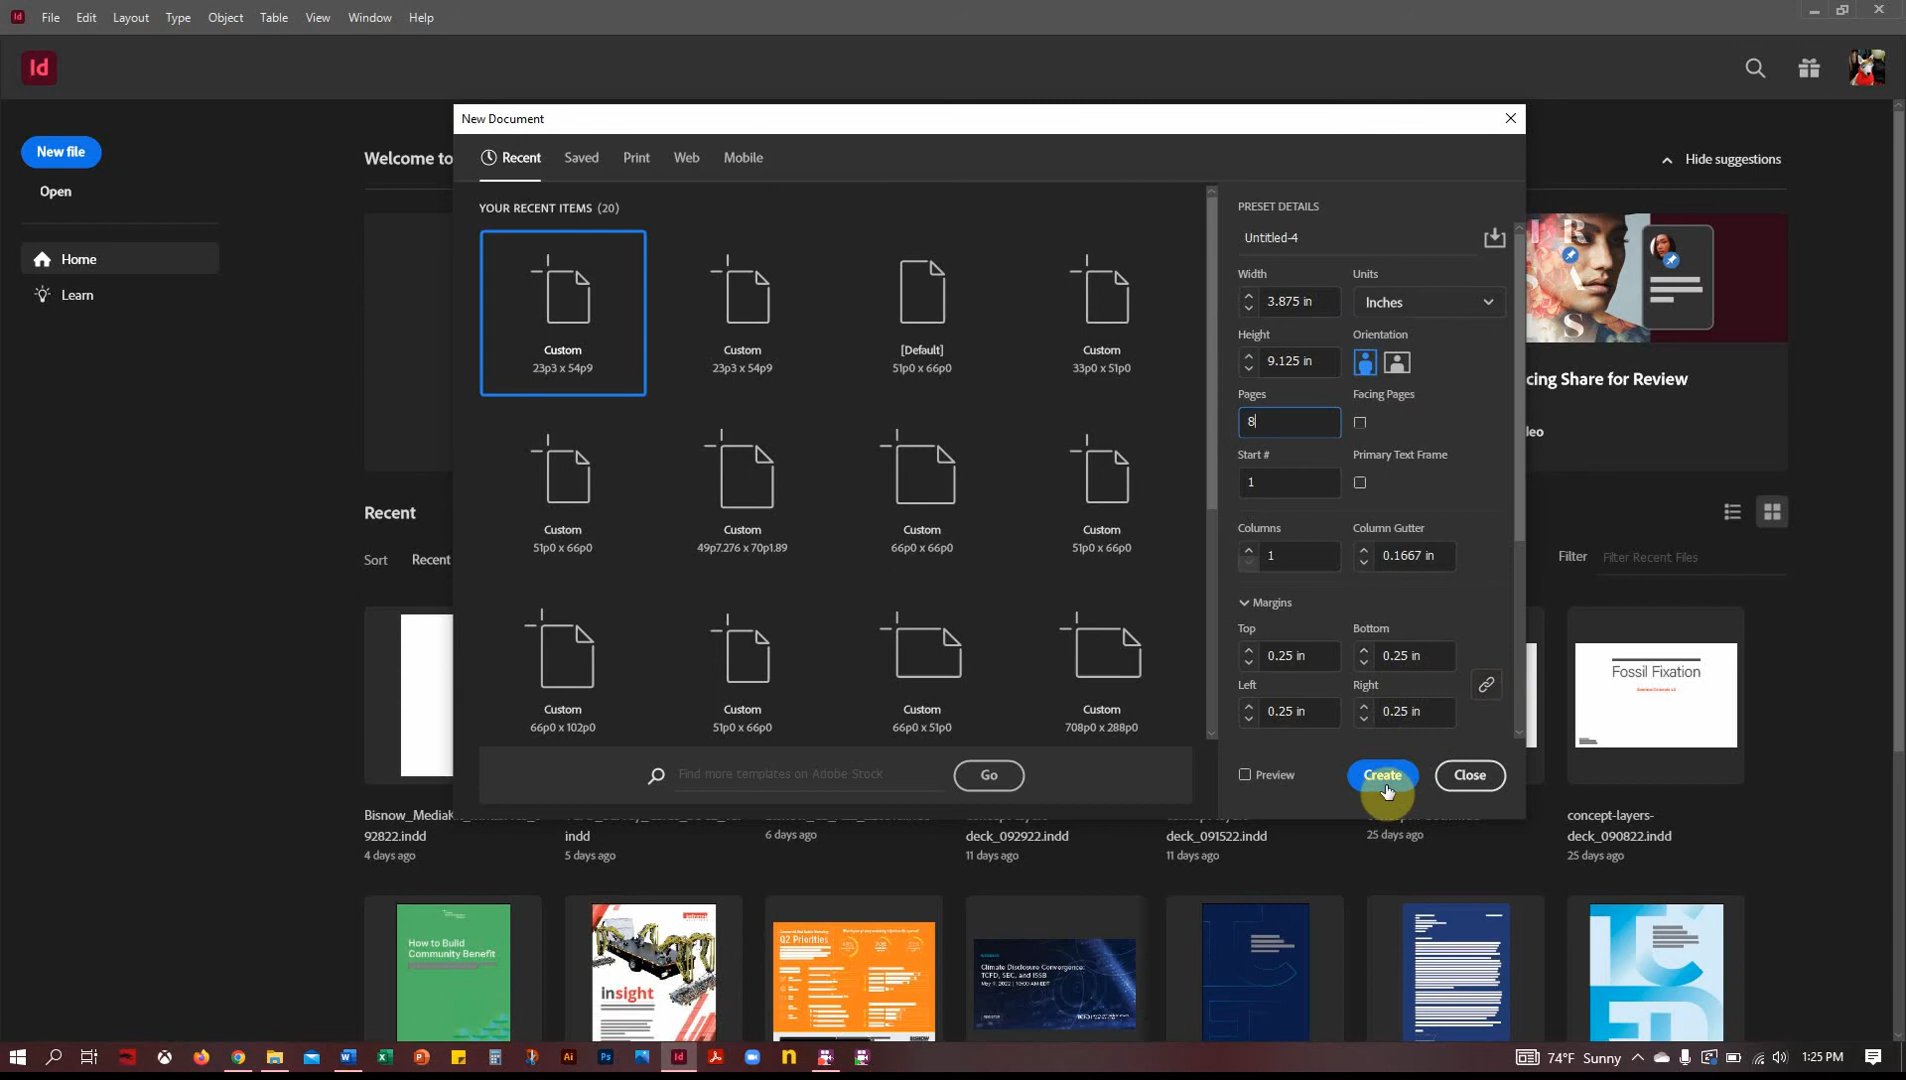 Id File Edit Layout Type Object Table View Window Help
Id
New Document
New file
Open
Home
Learn
Welcome to
Hide suggestions
Recent Saved Print Web Mobile
YOUR RECENT ITEMS (20)
Custom
23p3 x 54p9
Custom
23p3 x 54p9
[Default]
51p0 x 66p0
Custom
33p0 x 51p0
Custom
51p0 x 66p0
Custom
49p7.276 x 70p1.89
Custom
66p0 x 66p0
Custom
51p0 x 66p0
Custom
66p0 x 102p0
Custom
51p0 x 66p0
Custom
66p0 x 51p0
Custom
708p0 x 288p0
Find more templates on Adobe Stock
Go
PRESET DETAILS
Untitled-4
Width
3.875 in
Units
Inches
Height
9.125 in
Orientation
Pages
8
Facing Pages
Start #
1
Primary Text Frame
Columns
1
Column Gutter
0.1667 in
Margins
Top
0.25 in
Bottom
0.25 in
Left
0.25 in
Right
0.25 in
Preview
Create
Close
cing Share for Review
eo
Recent
Sort Recent
Filter Filter Recent Files
Fossil Fixation
92822.indd
4 days ago
indd
5 days ago
6 days ago
concept-layers-
deck_092922.indd
11 days ago
deck_091522.indd
11 days ago
25 days ago
concept-layers-
deck_090822.indd
25 days ago
How to Build
Community Benefit
insight
Q2 Priorities
Climate Disclosure Convergence:
TCFD, SEC, and ISSB
74°F Sunny
1:25 PM